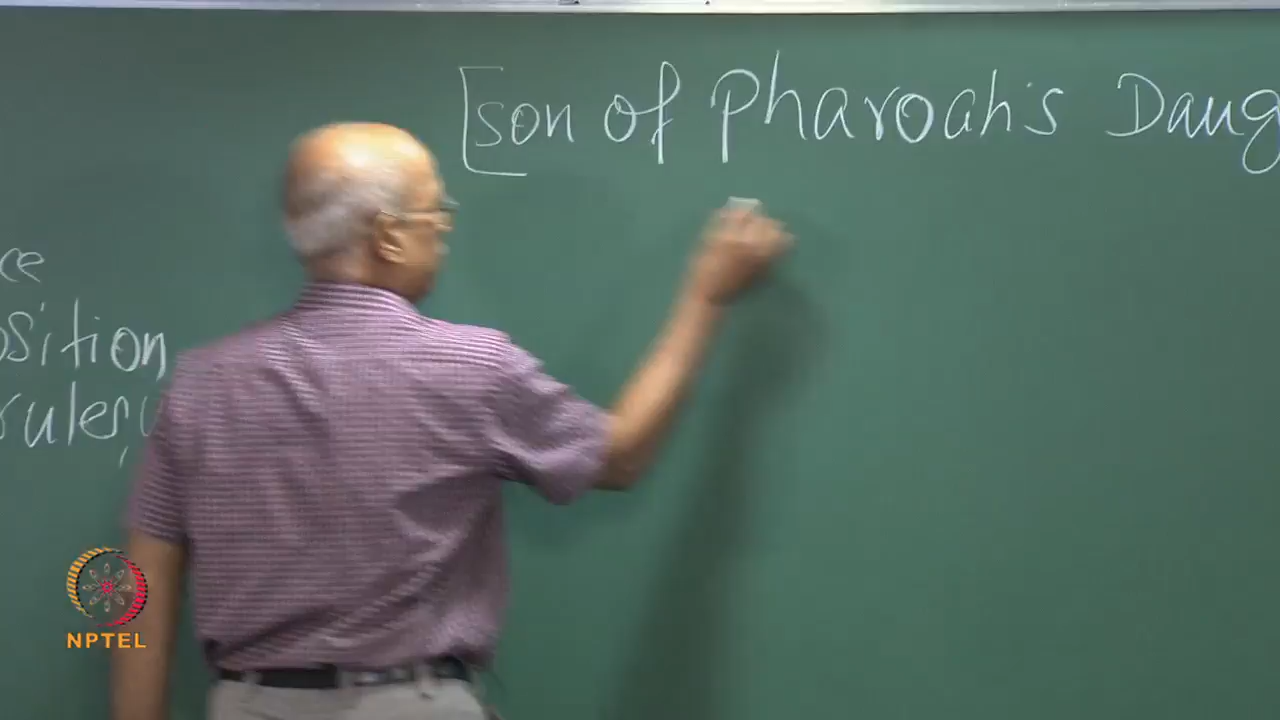 [son of Pharoah's Daug
ce
osition
rules,
NPTEL